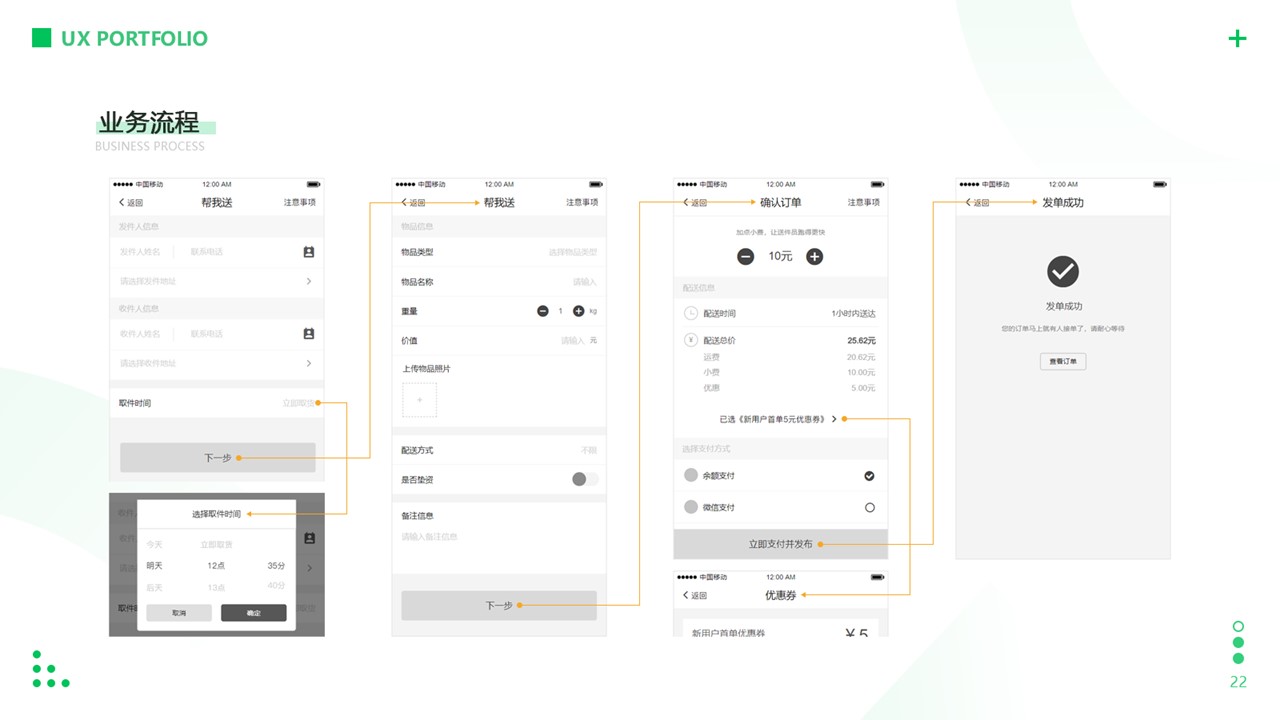 UX PORTFOLIO
业务流程
BUSINESS PROCESS
中国移动 12:00 AM
返回 帮我送 注意事项
发件人信息
发件人姓名 联系电话
请选择发件地址
收件人信息
收件人姓名 联系电话
请选择收件地址
取件时间 立即取货
下一步
收件
选择取件时间
收件
今天 立即取货
明天 12点 35分
请选
后天 13点 40分
取件时 取消 确定 即取货
中国移动 12:00 AM
返回 帮我送 注意事项
物品信息
物品类型 选择物品类型
物品名称 请输入
重量 1 kg
价值 请输入 元
上传物品照片
+
配送方式 不限
是否垫资
备注信息
请输入备注信息
下一步
中国移动 12:00 AM
返回 确认订单 注意事项
加点小费，让送件员跑得更快
10元
配送信息
配送时间 1小时内送达
¥ 配送总价 25.62元
运费 20.62元
小费 10.00元
优惠 5.00元
已选《新用户首单5元优惠券》
选择支付方式
余额支付
微信支付
立即支付并发布
中国移动 12:00 AM
返回 优惠券
新用户首单优惠券 ¥ 5
中国移动 12:00 AM
返回 发单成功
发单成功
您的订单马上就有人接单了，请耐心等待
查看订单
22